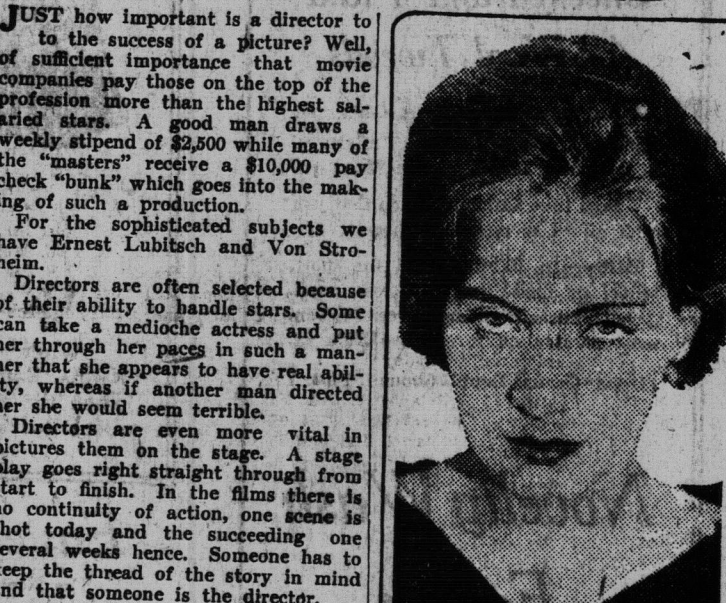 JUST how important is a director to
to the success of a picture? Well,
of sufficient importance that movie
companies pay those on the top of the
profession more than the highest sal-
aried stars. A good man draws a
weekly stipend of $2,500 while many of
the "masters" receive a $10,000 pay
check "bunk" which goes into the mak-
ing of such a production.
For the sophisticated subjects we
have Ernest Lubitsch and Von Stro-
heim.
Directors are often selected because
of their ability to handle stars. Some
can take a medioche actress and put
her through her paces in such a man-
ner that she appears to have real abil-
ity, whereas if another man directed
her she would seem terrible.
Directors are even more vital in
pictures them on the stage. A stage
play goes right straight through from
start to finish. In the films there is
no continuity of action, one scene is
shot today and the succeeding one
several weeks hence. Someone has to
keep the thread of the story in mind
and that someone is the director.